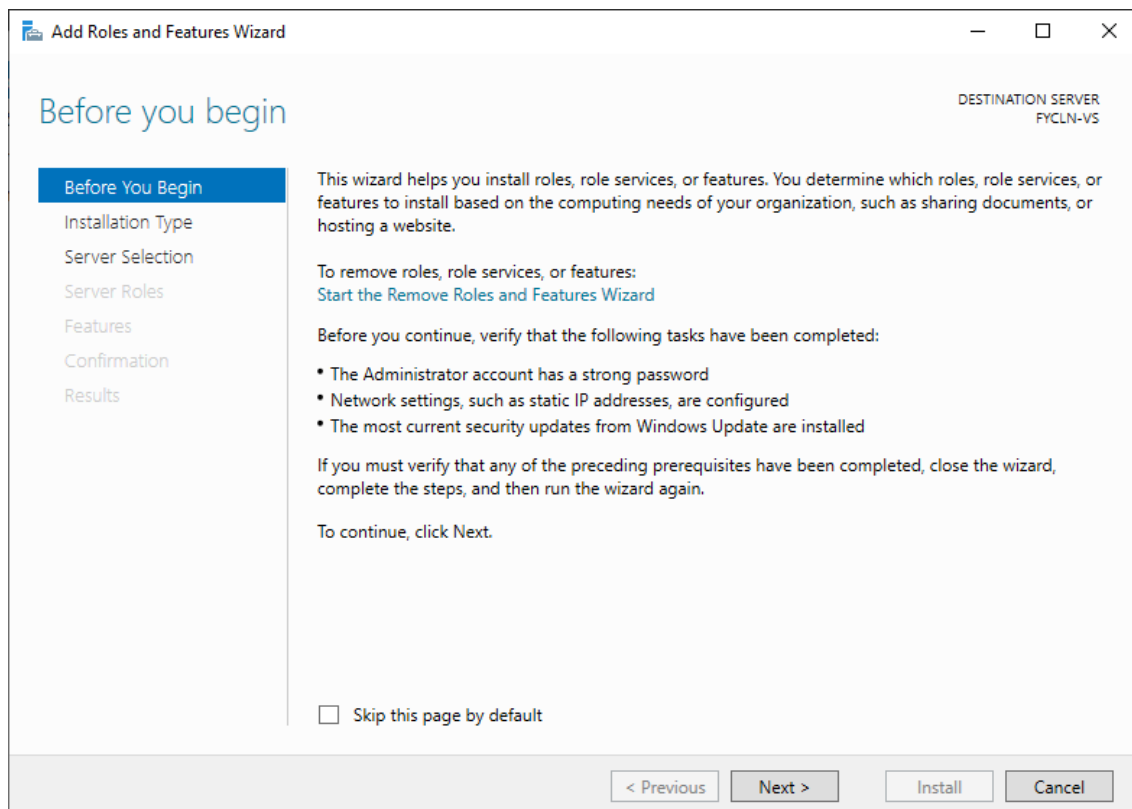 Add Roles and Features Wizard
Before you begin
DESTINATION SERVER
FYCLN-VS
Before You Begin
Installation Type
Server Selection
Server Roles
Features
Confirmation
Results
This wizard helps you install roles, role services, or features. You determine which roles, role services, or
features to install based on the computing needs of your organization, such as sharing documents, or
hosting a website.
To remove roles, role services, or features:
Start the Remove Roles and Features Wizard
Before you continue, verify that the following tasks have been completed:
• The Administrator account has a strong password
• Network settings, such as static IP addresses, are configured
• The most current security updates from Windows Update are installed
If you must verify that any of the preceding prerequisites have been completed, close the wizard,
complete the steps, and then run the wizard again.
To continue, click Next.
Skip this page by default
< Previous
Next >
Install
Cancel